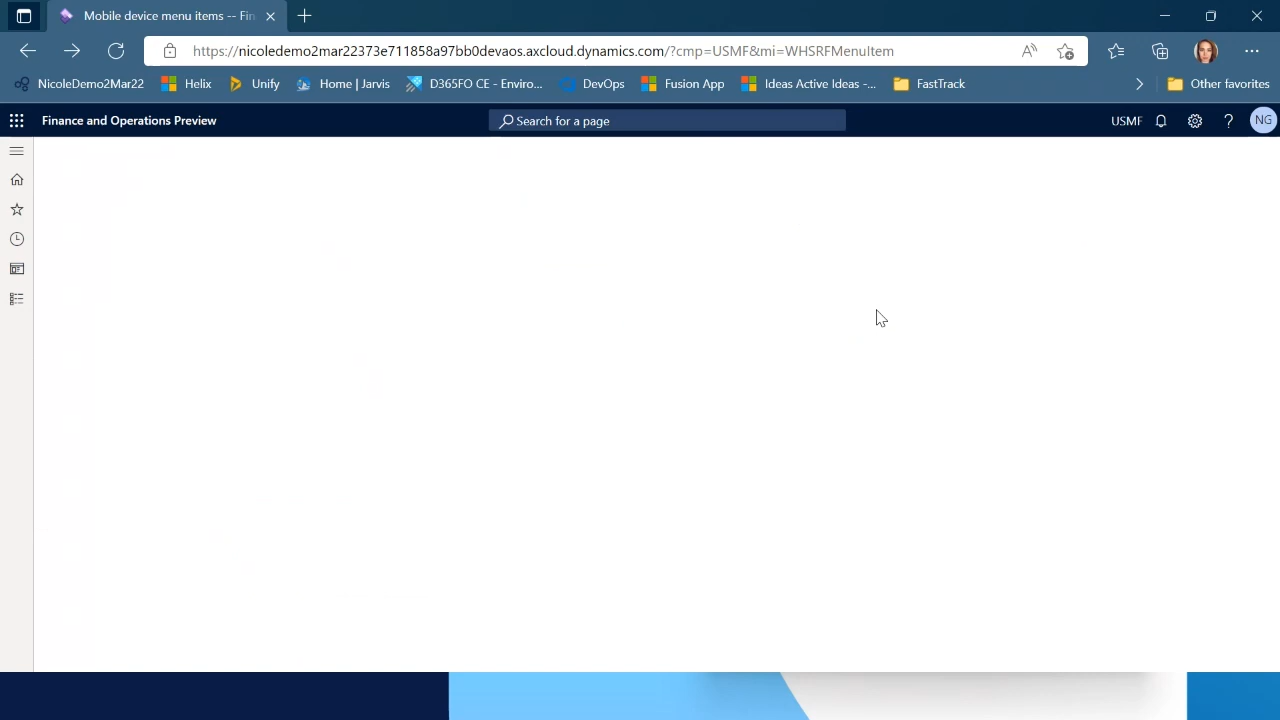 Mobile device menu items -- Fin
https://nicoledemo2mar22373e711858a97bb0devaos.axcloud.dynamics.com/?cmp=USMF&mi=WHSRFMenuItem
NicoleDemo2Mar22 Helix Unify Home | Jarvis D365FO CE - Enviro... DevOps Fusion App Ideas Active Ideas -... FastTrack Other favorites
Finance and Operations Preview Search for a page USMF ? NG